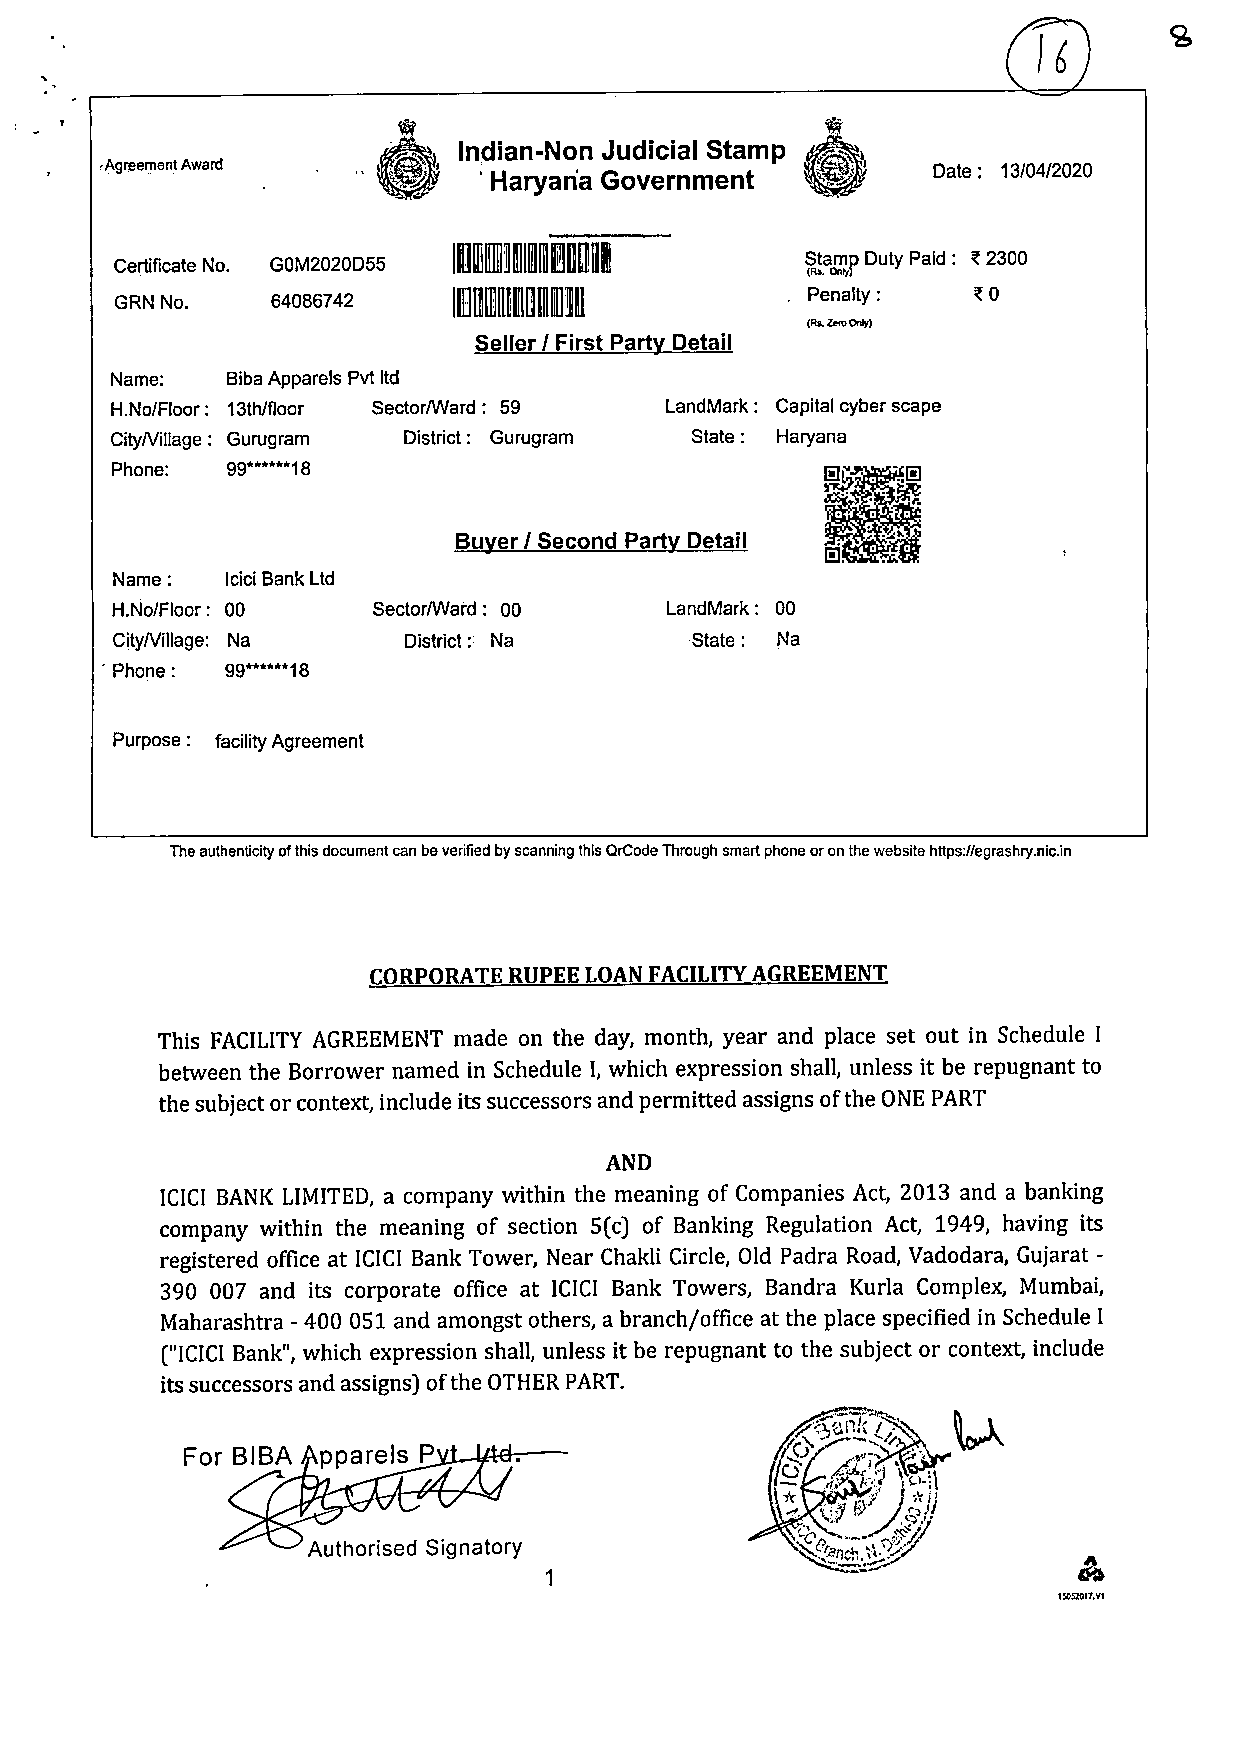 16
8
Agreement Award
Indian-Non Judicial Stamp
Haryana Government
Date : 13/04/2020
Certificate No. G0M2020D55
Stamp Duty Paid : ₹ 2300
(Rs. Only)
GRN No. 64086742
Penalty : ₹ 0
(Rs. Zero Only)
Seller / First Party Detail
Name: Biba Apparels Pvt ltd
H.No/Floor : 13th/floor Sector/Ward : 59 LandMark : Capital cyber scape
City/Village : Gurugram District : Gurugram State : Haryana
Phone: 99******18
Buyer / Second Party Detail
Name : Icici Bank Ltd
H.No/Floor : 00 Sector/Ward : 00 LandMark : 00
City/Village: Na District : Na State : Na
Phone : 99******18
Purpose : facility Agreement
The authenticity of this document can be verified by scanning this QrCode Through smart phone or on the website https://egrashry.nic.in
CORPORATE RUPEE LOAN FACILITY AGREEMENT
This FACILITY AGREEMENT made on the day, month, year and place set out in Schedule I
between the Borrower named in Schedule I, which expression shall, unless it be repugnant to
the subject or context, include its successors and permitted assigns of the ONE PART
AND
ICICI BANK LIMITED, a company within the meaning of Companies Act, 2013 and a banking
company within the meaning of section 5(c) of Banking Regulation Act, 1949, having its
registered office at ICICI Bank Tower, Near Chakli Circle, Old Padra Road, Vadodara, Gujarat -
390 007 and its corporate office at ICICI Bank Towers, Bandra Kurla Complex, Mumbai,
Maharashtra - 400 051 and amongst others, a branch/office at the place specified in Schedule I
("ICICI Bank", which expression shall, unless it be repugnant to the subject or context, include
its successors and assigns) of the OTHER PART.
For BIBA Apparels Pvt. Ltd.
Authorised Signatory
ICICI Bank
Branch, N. Delhi
1
15052017.V1